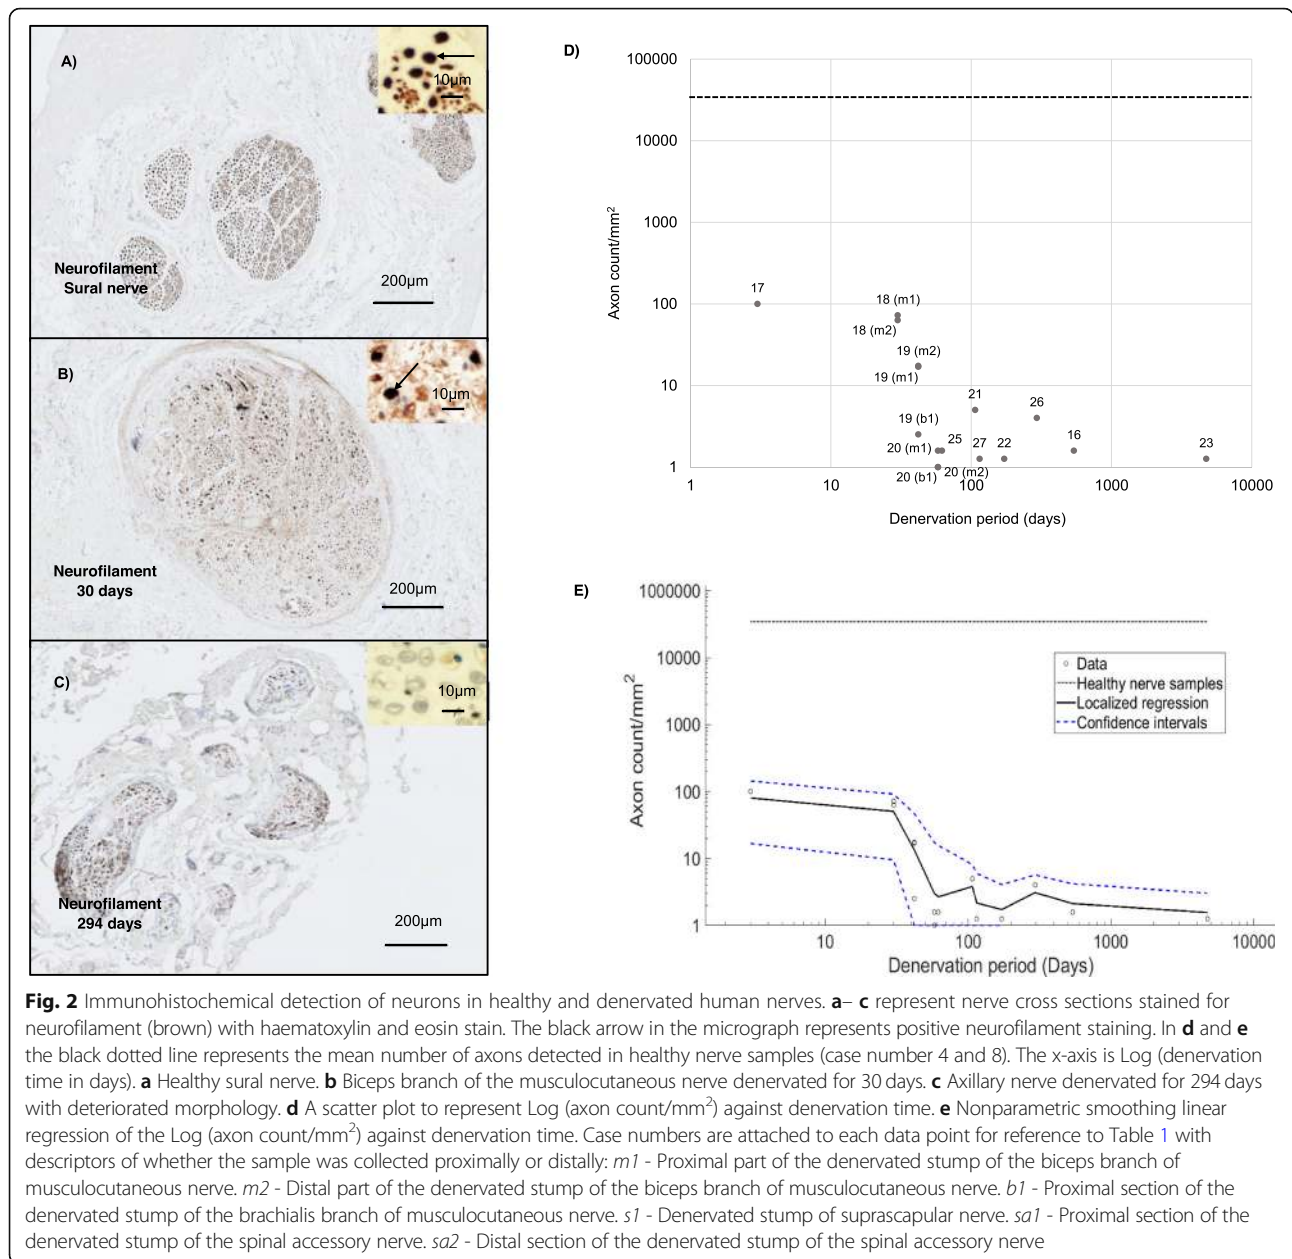 A)
10µm
Neurofilament
Sural nerve
200µm
B)
10µm
Neurofilament
30 days
200µm
C)
10µm
Neurofilament
294 days
200µm
D)
100000
10000
1000
100
10
1
Axon count/mm2
17
18 (m1)
18 (m2)
19 (m2)
19 (m1)
21
26
19 (b1)
25
20 (m1)
27
22
16
23
20 (b1)
20 (m2)
1
10
100
1000
10000
Denervation period (days)
E)
1000000
10000
1000
100
10
1
Axon count/mm2
Data
Healthy nerve samples
Localized regression
Confidence intervals
10
100
1000
10000
Denervation period (Days)
Fig. 2 Immunohistochemical detection of neurons in healthy and denervated human nerves. a– c represent nerve cross sections stained for
neurofilament (brown) with haematoxylin and eosin stain. The black arrow in the micrograph represents positive neurofilament staining. In d and e
the black dotted line represents the mean number of axons detected in healthy nerve samples (case number 4 and 8). The x-axis is Log (denervation
time in days). a Healthy sural nerve. b Biceps branch of the musculocutaneous nerve denervated for 30 days. c Axillary nerve denervated for 294 days
with deteriorated morphology. d A scatter plot to represent Log (axon count/mm2) against denervation time. e Nonparametric smoothing linear
regression of the Log (axon count/mm2) against denervation time. Case numbers are attached to each data point for reference to Table 1 with
descriptors of whether the sample was collected proximally or distally: m1 - Proximal part of the denervated stump of the biceps branch of
musculocutaneous nerve. m2 - Distal part of the denervated stump of the biceps branch of musculocutaneous nerve. b1 - Proximal section of the
denervated stump of the brachialis branch of musculocutaneous nerve. s1 - Denervated stump of suprascapular nerve. sa1 - Proximal section of the
denervated stump of the spinal accessory nerve. sa2 - Distal section of the denervated stump of the spinal accessory nerve